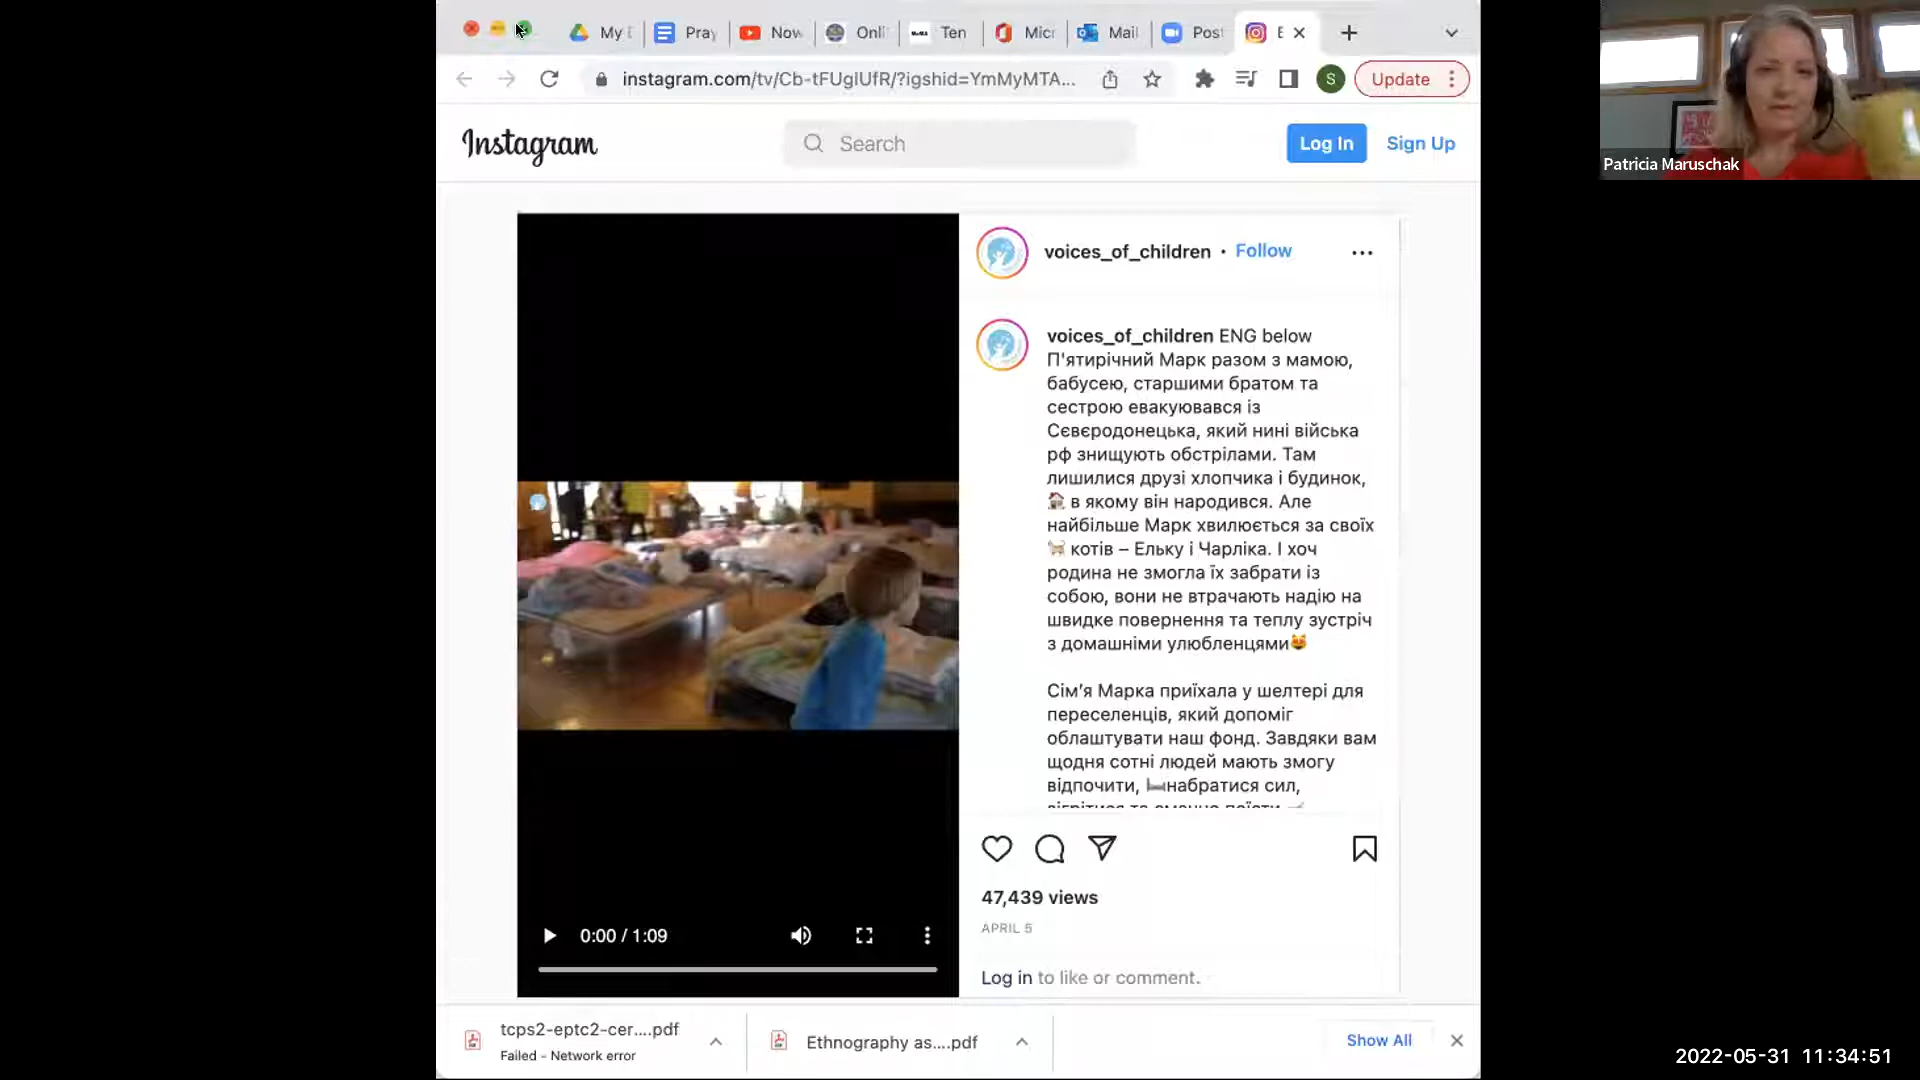 My
Pray
Now
Onli
Ten
Micr
Mail
Post
E
instagram.com/tv/Cb-tFUglUfR/?igshid=YmMyMTA...
S
Update
Patricia Maruschak
Instagram
Search
Log In
Sign Up
voices_of_children • Follow
voices_of_children ENG below
П'ятирічний Марк разом з мамою,
бабусею, старшими братом та
сестрою евакуювався із
Сєвєродонецька, який нині війська
рф знищують обстрілами. Там
лишилися друзі хлопчика і будинок,
🏠 в якому він народився. Але
найбільше Марк хвилюється за своїх
🐈 котів – Ельку і Чарліка. І хоч
родина не змогла їх забрати із
собою, вони не втрачають надію на
швидке повернення та теплу зустріч
з домашніми улюбленцями😻
Сім’я Марка приїхала у шелтері для
переселенців, який допоміг
облаштувати наш фонд. Завдяки вам
щодня сотні людей мають змогу
відпочити, 🛏набратися сил,
47,439 views
APRIL 5
0:00 / 1:09
Log in to like or comment.
tcps2-eptc2-cer....pdf
Failed - Network error
Ethnography as....pdf
Show All
2022-05-31 11:34:51